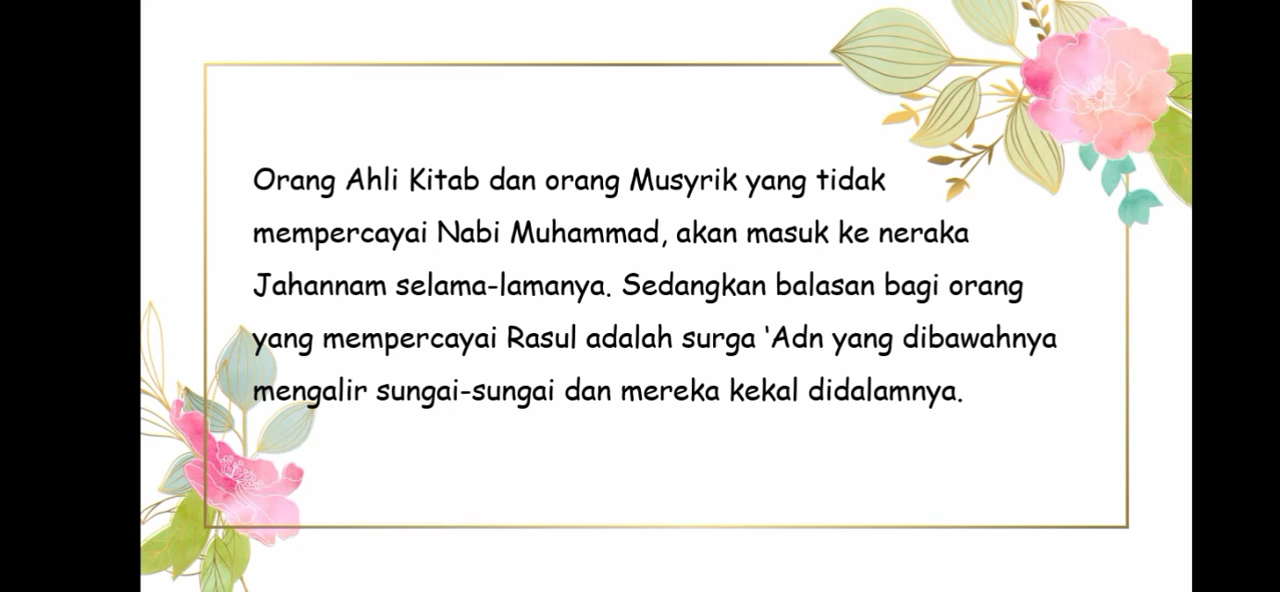 Orang Ahli Kitab dan orang Musyrik yang tidak
mempercayai Nabi Muhammad, akan masuk ke neraka
Jahannam selama-lamanya. Sedangkan balasan bagi orang
yang mempercayai Rasul adalah surga ‘Adn yang dibawahnya
mengalir sungai-sungai dan mereka kekal didalamnya.